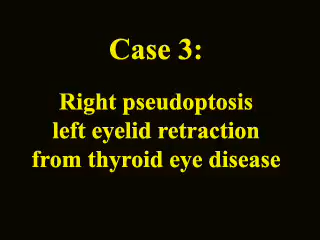 Case 3:
Right pseudoptosis
left eyelid retraction
from thyroid eye disease